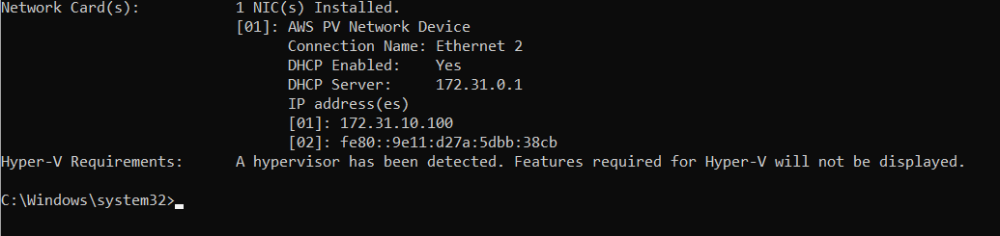 Network Card(s): 1 NIC(s) Installed.
[01]: AWS PV Network Device
Connection Name: Ethernet 2
DHCP Enabled: Yes
DHCP Server: 172.31.0.1
IP address(es)
[01]: 172.31.10.100
[02]: fe80::9e11:d27a:5dbb:38cb
Hyper-V Requirements: A hypervisor has been detected. Features required for Hyper-V will not be displayed.
C:\Windows\system32>